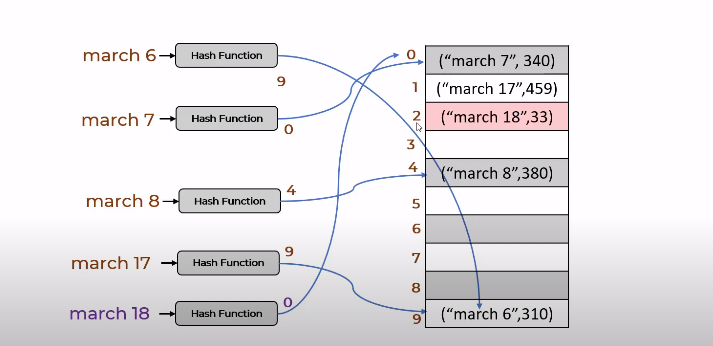 march 6
Hash Function
9
march 7
Hash Function
0
march 8
Hash Function
4
march 17
Hash Function
9
march 18
Hash Function
0
0
("march 7", 340)
1
("march 17",459)
2
("march 18",33)
3
4
("march 8",380)
5
6
7
8
9
("march 6",310)